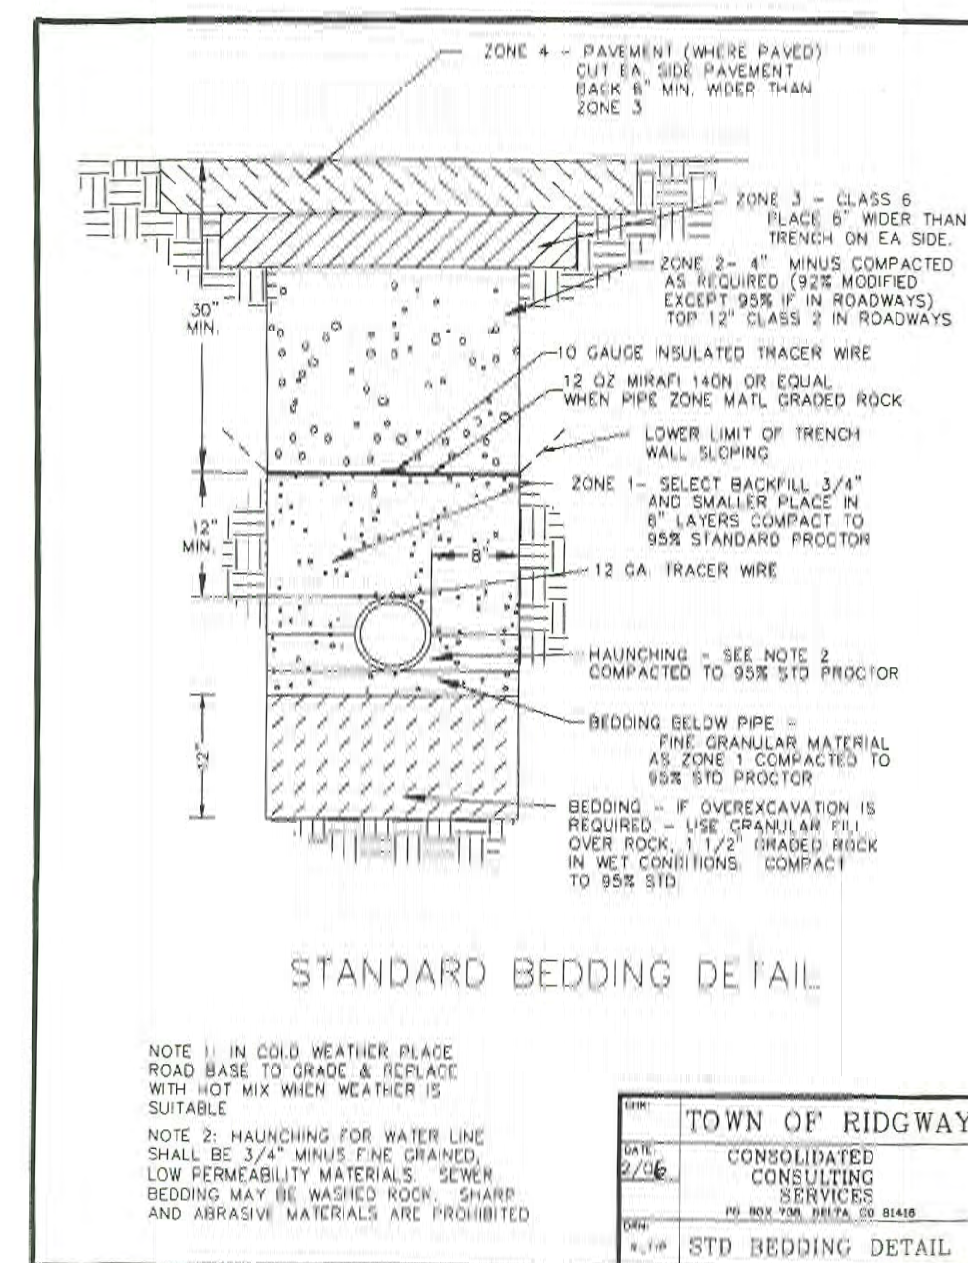 ZONE 4 - PAVEMENT (WHERE PAVED)
CUT EA. SIDE PAVEMENT
BACK 6" MIN. WIDER THAN
ZONE 3
ZONE 3 - CLASS 6
PLACE 6" WIDER THAN
TRENCH ON EA SIDE.
ZONE 2- 4" MINUS COMPACTED
AS REQUIRED (92% MODIFIED
EXCEPT 95% IF IN ROADWAYS)
TOP 12" CLASS 2 IN ROADWAYS
30"
MIN.
10 GAUGE INSULATED TRACER WIRE
12 OZ MIRAFI 140N OR EQUAL
WHEN PIPE ZONE MATL GRADED ROCK
LOWER LIMIT OF TRENCH
WALL SLOPING
ZONE 1- SELECT BACKFILL 3/4"
AND SMALLER PLACE IN
6" LAYERS COMPACT TO
95% STANDARD PROCTOR
12"
MIN.
8"
12 GA. TRACER WIRE
HAUNCHING - SEE NOTE 2
COMPACTED TO 95% STD PROCTOR
BEDDING BELOW PIPE -
FINE GRANULAR MATERIAL
AS ZONE 1 COMPACTED TO
95% STD PROCTOR
12"
BEDDING - IF OVEREXCAVATION IS
REQUIRED - USE GRANULAR FILL
OVER ROCK, 1 1/2" GRADED ROCK
IN WET CONDITIONS. COMPACT
TO 95% STD
STANDARD BEDDING DETAIL
NOTE 1: IN COLD WEATHER PLACE
ROAD BASE TO GRADE & REPLACE
WITH HOT MIX WHEN WEATHER IS
SUITABLE
NOTE 2: HAUNCHING FOR WATER LINE
SHALL BE 3/4" MINUS FINE GRAINED,
LOW PERMEABILITY MATERIALS. SEWER
BEDDING MAY BE WASHED ROCK. SHARP
AND ABRASIVE MATERIALS ARE PROHIBITED
TOWN OF RIDGWAY
DATE:
2/06
CONSOLIDATED
CONSULTING
SERVICES
PO BOX 738, DELTA, CO 81416
STD BEDDING DETAIL